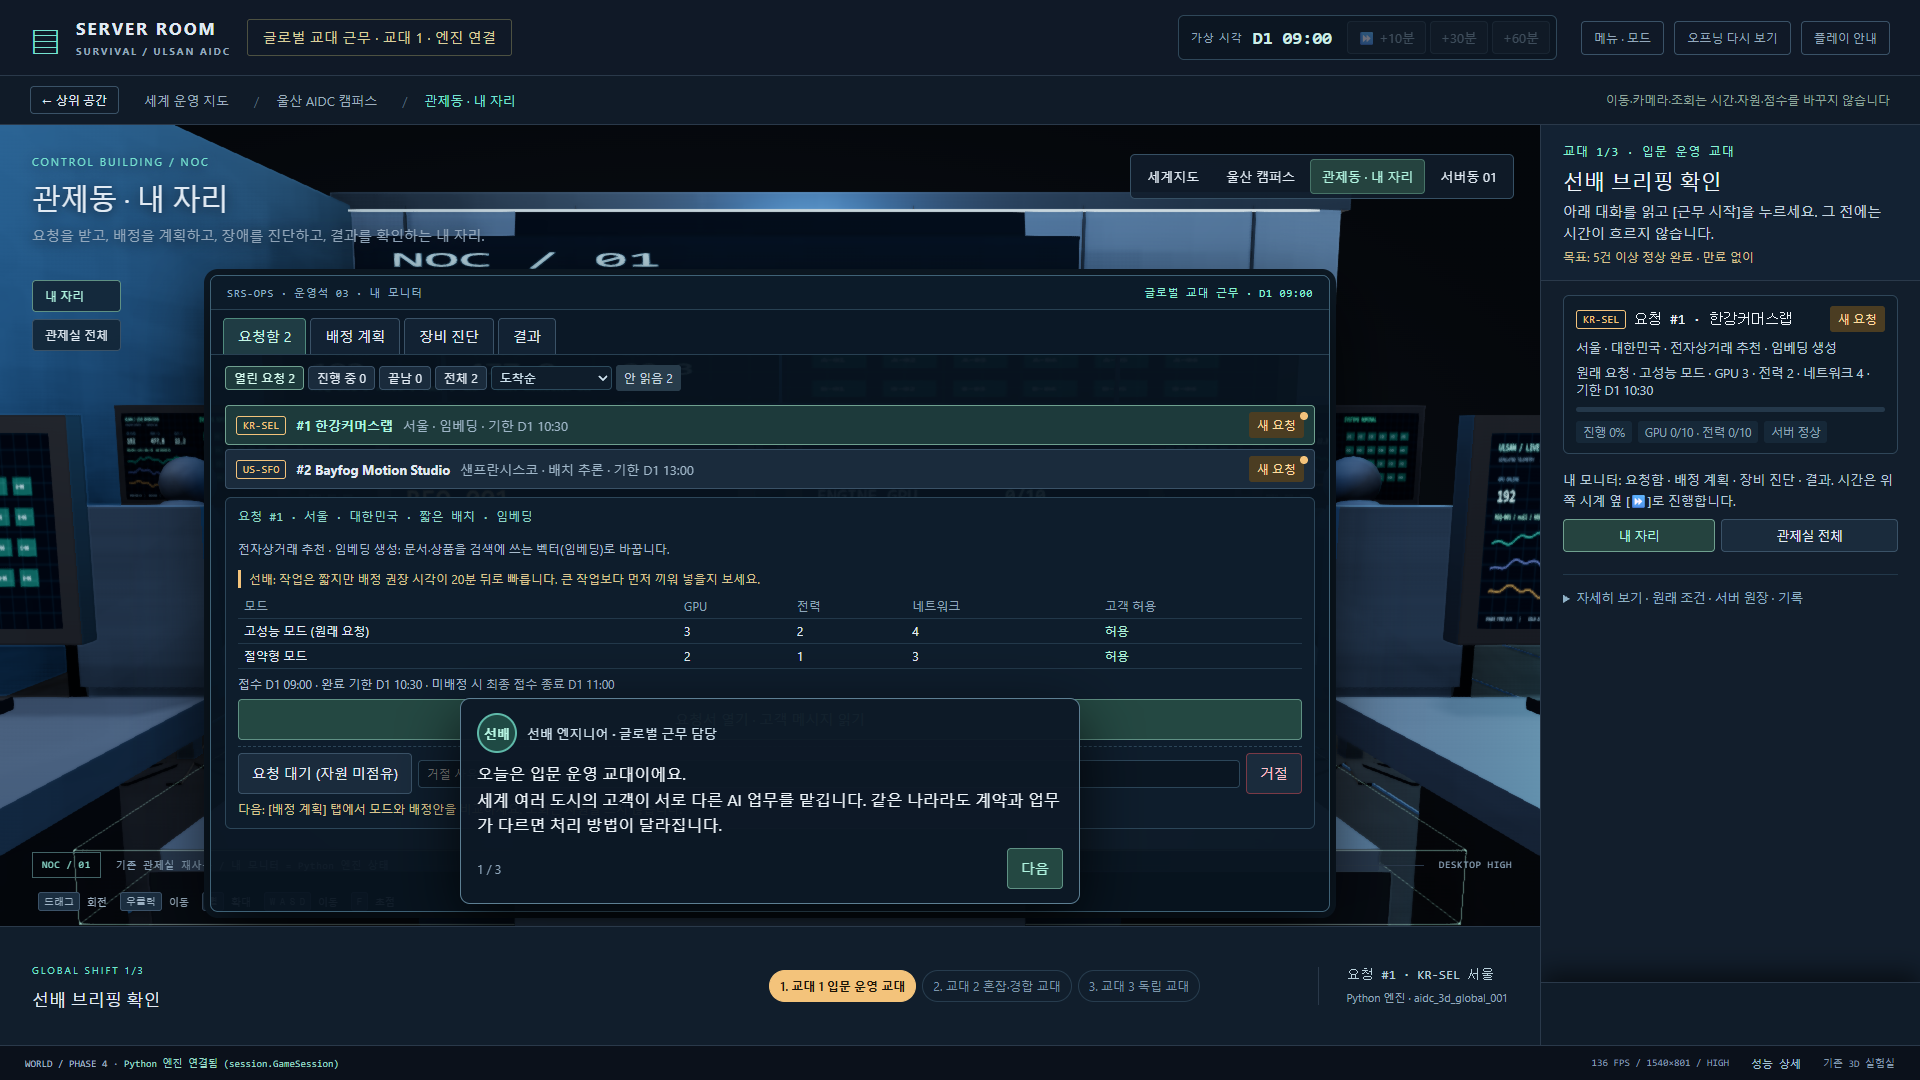 SERVER ROOM
SURVIVAL / ULSAN AIDC
글로벌 교대 근무 · 교대 1 · 엔진 연결
가상 시각 D1 09:00 ⏩ +10분 +30분 +60분
메뉴 · 모드 오프닝 다시 보기 플레이 안내
← 상위 공간 세계 운영 지도 / 울산 AIDC 캠퍼스 / 관제동 · 내 자리
이동·카메라·조회는 시간·자원·점수를 바꾸지 않습니다
CONTROL BUILDING / NOC
관제동 · 내 자리
요청을 받고, 배정을 계획하고, 장애를 진단하고, 결과를 확인하는 내 자리.
세계지도 울산 캠퍼스 관제동 · 내 자리 서버동 01
내 자리
관제실 전체
NOC / 01
SRS-OPS · 운영석 03 · 내 모니터
글로벌 교대 근무 · D1 09:00
요청함 2 배정 계획 장비 진단 결과
열린 요청 2 진행 중 0 끝남 0 전체 2 도착순 안 읽음 2
KR-SEL #1 한강커머스랩 서울 · 임베딩 · 기한 D1 10:30 새 요청
US-SFO #2 Bayfog Motion Studio 샌프란시스코 · 배치 추론 · 기한 D1 13:00 새 요청
요청 #1 · 서울 · 대한민국 · 짧은 배치 · 임베딩
전자상거래 추천 · 임베딩 생성: 문서·상품을 검색에 쓰는 벡터(임베딩)로 바꿉니다.
선배: 작업은 짧지만 배정 권장 시각이 20분 뒤로 빠릅니다. 큰 작업보다 먼저 끼워 넣을지 보세요.
모드 GPU 전력 네트워크 고객 허용
고성능 모드 (원래 요청) 3 2 4 허용
절약형 모드 2 1 3 허용
접수 D1 09:00 · 완료 기한 D1 10:30 · 미배정 시 최종 접수 종료 D1 11:00
요청 대기 (자원 미점유) 거절 거절
다음: [배정 계획] 탭에서 모드와 배정안을
선배 선배 엔지니어 · 글로벌 근무 담당
오늘은 입문 운영 교대이에요.
세계 여러 도시의 고객이 서로 다른 AI 업무를 맡깁니다. 같은 나라라도 계약과 업무
가 다르면 처리 방법이 달라집니다.
1 / 3 다음
NOC / 01 기존 관제실 재사
DESKTOP HIGH
드래그 회전 우클릭 이동
교대 1/3 · 입문 운영 교대
선배 브리핑 확인
아래 대화를 읽고 [근무 시작]을 누르세요. 그 전에는
시간이 흐르지 않습니다.
목표: 5건 이상 정상 완료 · 만료 없이
KR-SEL 요청 #1 · 한강커머스랩 새 요청
서울 · 대한민국 · 전자상거래 추천 · 임베딩 생성
원래 요청 · 고성능 모드 · GPU 3 · 전력 2 · 네트워크 4 ·
기한 D1 10:30
진행 0% GPU 0/10 · 전력 0/10 서버 정상
내 모니터: 요청함 · 배정 계획 · 장비 진단 · 결과. 시간은 위
쪽 시계 옆 [⏩]로 진행합니다.
내 자리 관제실 전체
▶ 자세히 보기 · 원래 조건 · 서버 원장 · 기록
GLOBAL SHIFT 1/3
선배 브리핑 확인
1. 교대 1 입문 운영 교대 2. 교대 2 혼잡·경합 교대 3. 교대 3 독립 교대
요청 #1 · KR-SEL 서울
Python 엔진 · aidc_3d_global_001
WORLD / PHASE 4 · Python 엔진 연결됨 (session.GameSession)
136 FPS / 1540×801 / HIGH 성능 상세 기존 3D 실험실